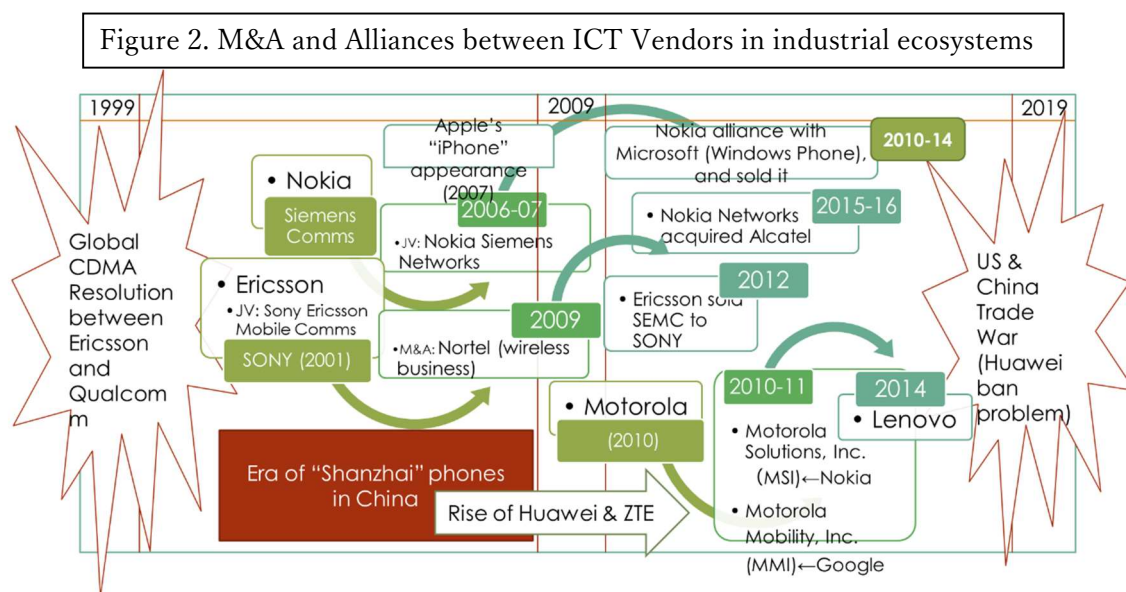 Figure 2. M&A and Alliances between ICT Vendors in industrial ecosystems
1999
2009
2019
Global
CDMA
Resolution
between
Ericsson
and
Qualcom
m
• Nokia
Siemens
Comms
Apple's
"iPhone"
appearance
(2007)
2006-07
•JV: Nokia Siemens
Networks
Nokia alliance with
Microsoft (Windows Phone),
and sold it
2010-14
2015-16
• Nokia Networks
acquired Alcatel
• Ericsson
•JV: Sony Ericsson
Mobile Comms
SONY (2001)
2009
•M&A: Nortel (wireless
business)
2012
• Ericsson sold
SEMC to
SONY
• Motorola
(2010)
2010-11
• Motorola
Solutions, Inc.
(MSI)←Nokia
• Motorola
Mobility, Inc.
(MMI)←Google
2014
• Lenovo
Era of "Shanzhai" phones
in China
Rise of Huawei & ZTE
US &
China
Trade
War
(Huawei
ban
problem)